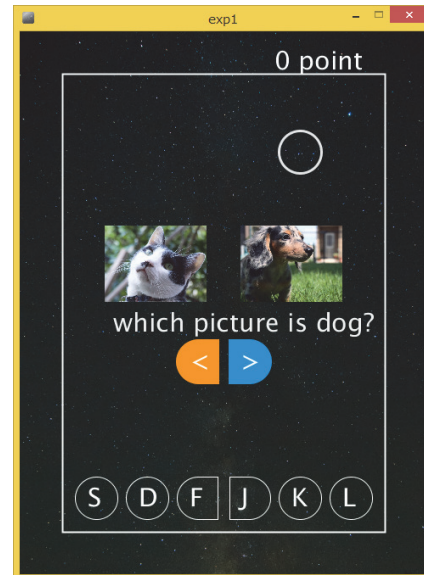 exp1
0 point
which picture is dog?
< >
S D F J K L